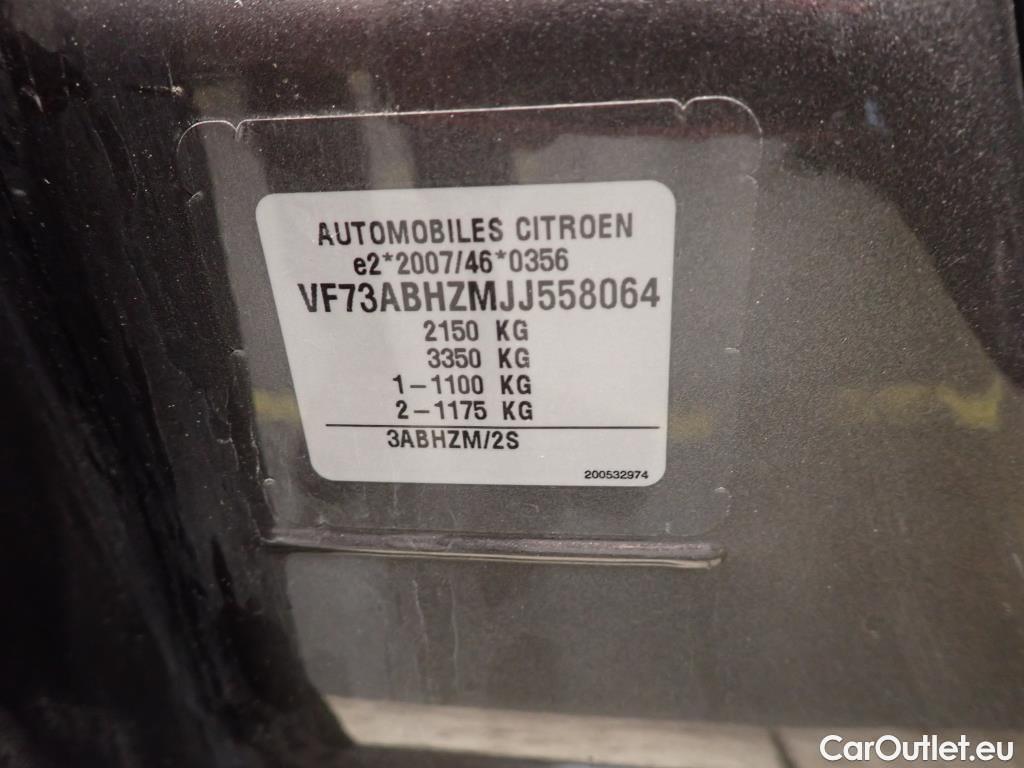 AUTOMOBILES CITROEN
e2*2007/46*0356
VF73ABHZMJJ558064
2150 KG
3350 KG
1-1100 KG
2-1175 KG
3ABHZM/2S
200532974
CarOutlet.eu